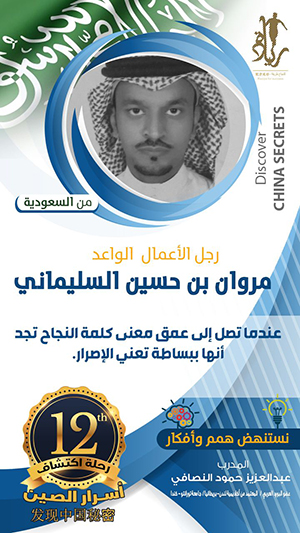 ريادة
Discover
CHINA SECRETS
من السعودية
رجل الأعمال الواعد
مروان بن حسين السليماني
عندما تصل إلى عمق معنى كلمة النجاح تجد
أنها ببساطة تعني الإصرار.
12th
رحلة اكتشاف
أسرار الصين
发现中国秘密
نستنهض همم وأفكار
المدرب
عبدالعزيز حمود النصافي